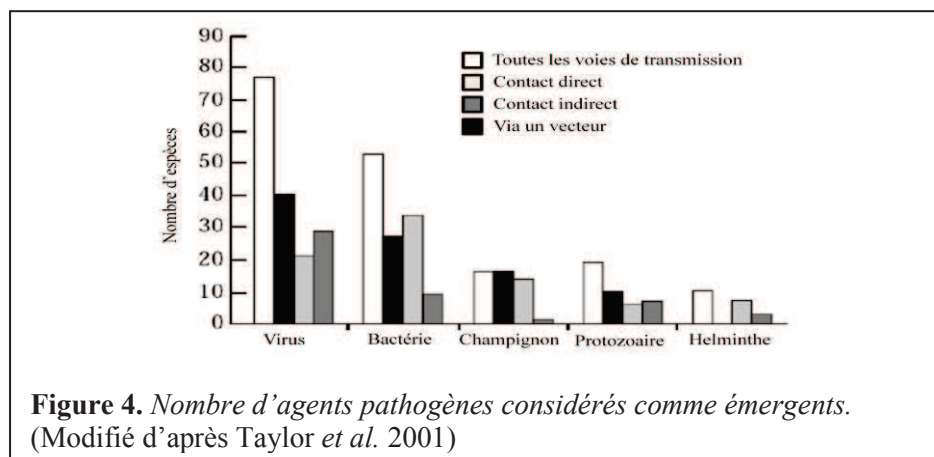 90
80
70
60
50
40
30
20
10
0
Nombre d'espèces
Toutes les voies de transmission
Contact direct
Contact indirect
Via un vecteur
Virus Bactérie Champignon Protozoaire Helminthe
Figure 4. Nombre d'agents pathogènes considérés comme émergents.
(Modifié d'après Taylor et al. 2001)